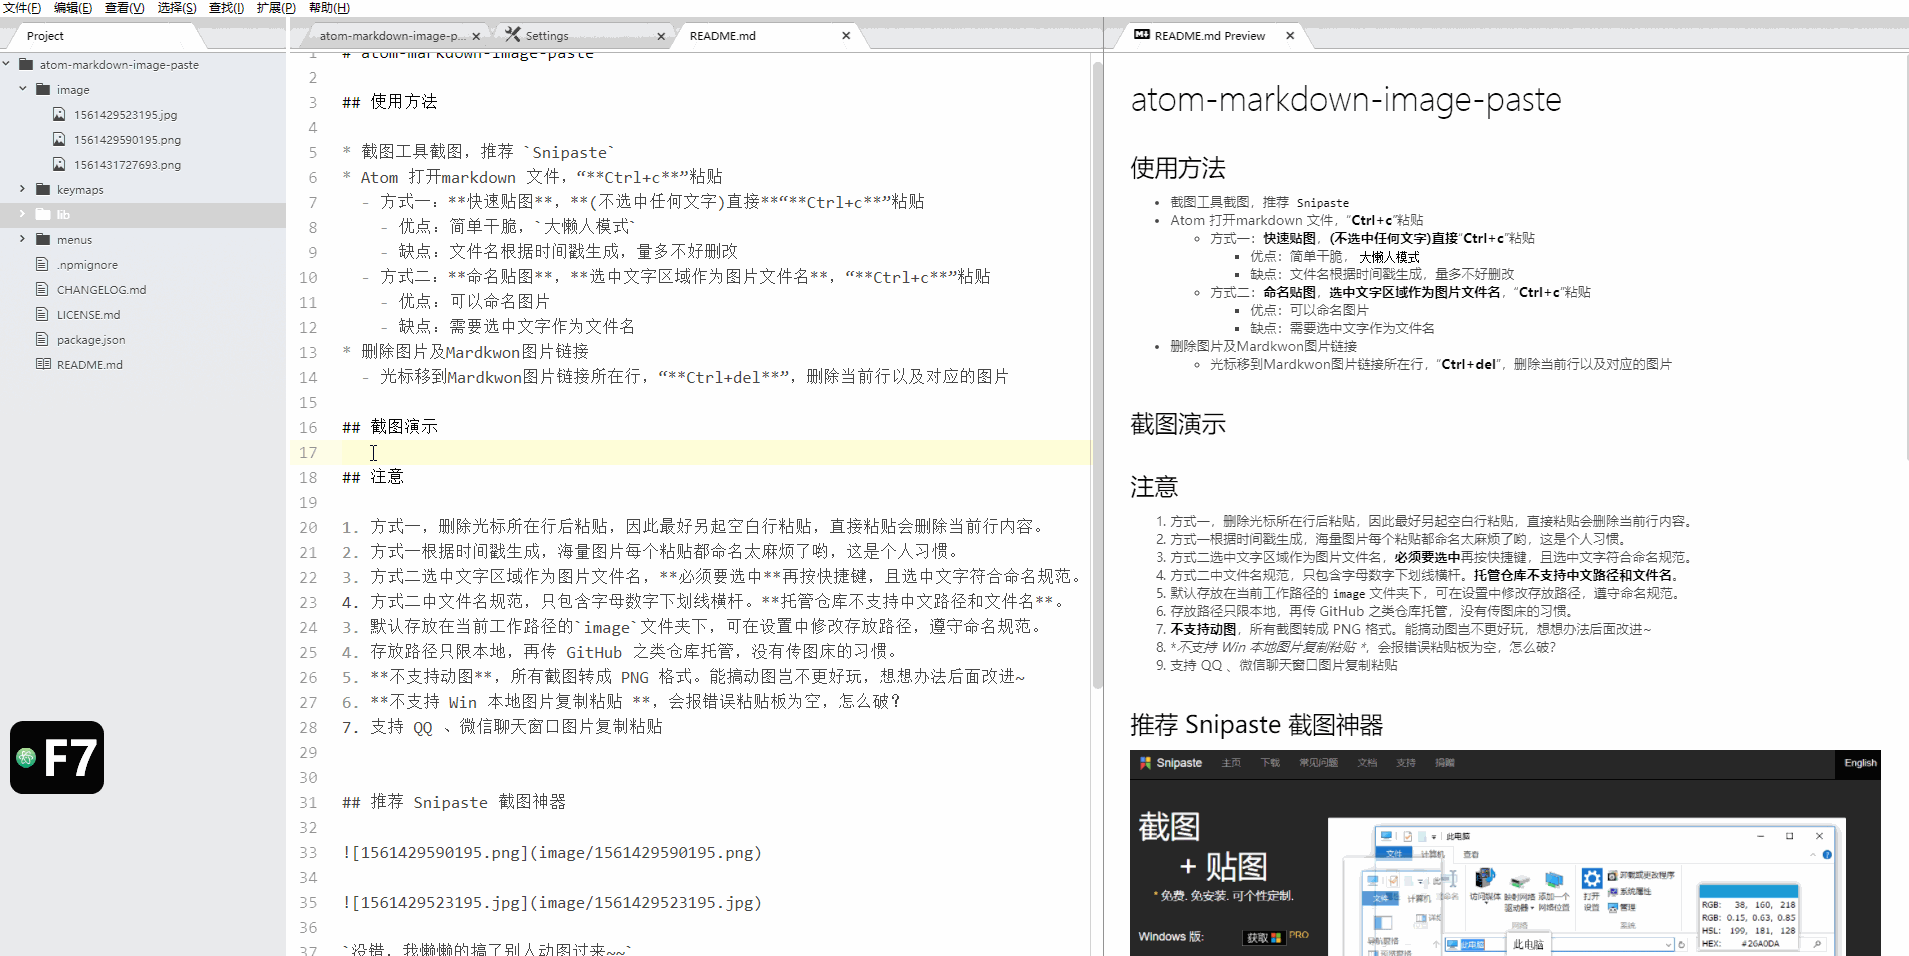 文件(F) 编辑(E) 查看(V) 选择(S) 查找(I) 扩展(P) 帮助(H)
Project
atom-markdown-image-paste
image
1561429523195.jpg
1561429590195.png
1561431727693.png
keymaps
lib
menus
.npmignore
CHANGELOG.md
LICENSE.md
package.json
README.md
F7
atom-markdown-image-p... Settings README.md
1 # atom-markdown-image-paste
2
3 ## 使用方法
4
5 * 截图工具截图，推荐 `Snipaste`
6 * Atom 打开markdown 文件，“**Ctrl+c**”粘贴
7 - 方式一：**快速贴图**，**(不选中任何文字)直接**“**Ctrl+c**”粘贴
8 - 优点：简单干脆，`大懒人模式`
9 - 缺点：文件名根据时间戳生成，量多不好删改
10 - 方式二：**命名贴图**，**选中文字区域作为图片文件名**，“**Ctrl+c**”粘贴
11 - 优点：可以命名图片
12 - 缺点：需要选中文字作为文件名
13 * 删除图片及Mardkwon图片链接
14 - 光标移到Mardkwon图片链接所在行，“**Ctrl+del**”，删除当前行以及对应的图片
15
16 ## 截图演示
17
18 ## 注意
19
20 1. 方式一，删除光标所在行后粘贴，因此最好另起空白行粘贴，直接粘贴会删除当前行内容。
21 2. 方式一根据时间戳生成，海量图片每个粘贴都命名太麻烦了哟，这是个人习惯。
22 3. 方式二选中文字区域作为图片文件名，**必须要选中**再按快捷键，且选中文字符合命名规范。
23 4. 方式二中文件名规范，只包含字母数字下划线横杆。**托管仓库不支持中文路径和文件名**。
24 3. 默认存放在当前工作路径的`image`文件夹下，可在设置中修改存放路径，遵守命名规范。
25 4. 存放路径只限本地，再传 GitHub 之类仓库托管，没有传图床的习惯。
26 5. **不支持动图**，所有截图转成 PNG 格式。能搞动图岂不更好玩，想想办法后面改进~
27 6. **不支持 Win 本地图片复制粘贴 **，会报错误粘贴板为空，怎么破？
28 7. 支持 QQ 、微信聊天窗口图片复制粘贴
29
30
31 ## 推荐 Snipaste 截图神器
32
33 ![1561429590195.png](image/1561429590195.png)
34
35 ![1561429523195.jpg](image/1561429523195.jpg)
36
37 `没错，我懒懒的搞了别人动图过来~~`
README.md Preview
atom-markdown-image-paste
使用方法
• 截图工具截图，推荐 Snipaste
• Atom 打开markdown 文件，“Ctrl+c”粘贴
方式一：快速贴图，(不选中任何文字)直接“Ctrl+c”粘贴
优点：简单干脆， 大懒人模式
缺点：文件名根据时间戳生成，量多不好删改
方式二：命名贴图，选中文字区域作为图片文件名，“Ctrl+c”粘贴
优点：可以命名图片
缺点：需要选中文字作为文件名
• 删除图片及Mardkwon图片链接
光标移到Mardkwon图片链接所在行，“Ctrl+del”，删除当前行以及对应的图片
截图演示
注意
1. 方式一，删除光标所在行后粘贴，因此最好另起空白行粘贴，直接粘贴会删除当前行内容。
2. 方式一根据时间戳生成，海量图片每个粘贴都命名太麻烦了哟，这是个人习惯。
3. 方式二选中文字区域作为图片文件名，必须要选中再按快捷键，且选中文字符合命名规范。
4. 方式二中文件名规范，只包含字母数字下划线横杆。托管仓库不支持中文路径和文件名。
5. 默认存放在当前工作路径的 image 文件夹下，可在设置中修改存放路径，遵守命名规范。
6. 存放路径只限本地，再传 GitHub 之类仓库托管，没有传图床的习惯。
7. 不支持动图，所有截图转成 PNG 格式。能搞动图岂不更好玩，想想办法后面改进~
8. *不支持 Win 本地图片复制粘贴 *，会报错误粘贴板为空，怎么破？
9. 支持 QQ 、微信聊天窗口图片复制粘贴
推荐 Snipaste 截图神器
Snipaste 主页 下载 常见问题 文档 支持 捐赠 English
截图
+ 贴图
* 免费. 免安装. 可个性定制.
Windows 版: 获取 PRO
此电脑
文件 计算机 查看
访问媒体 映射网络驱动器 添加一个网络位置
网络
打开设置
卸载或更改程序
系统属性
管理
系统
此电脑
此电脑
RGB: 38, 160, 218
RGB: 0.15, 0.63, 0.85
HSL: 199, 181, 128
HEX: #26A0DA